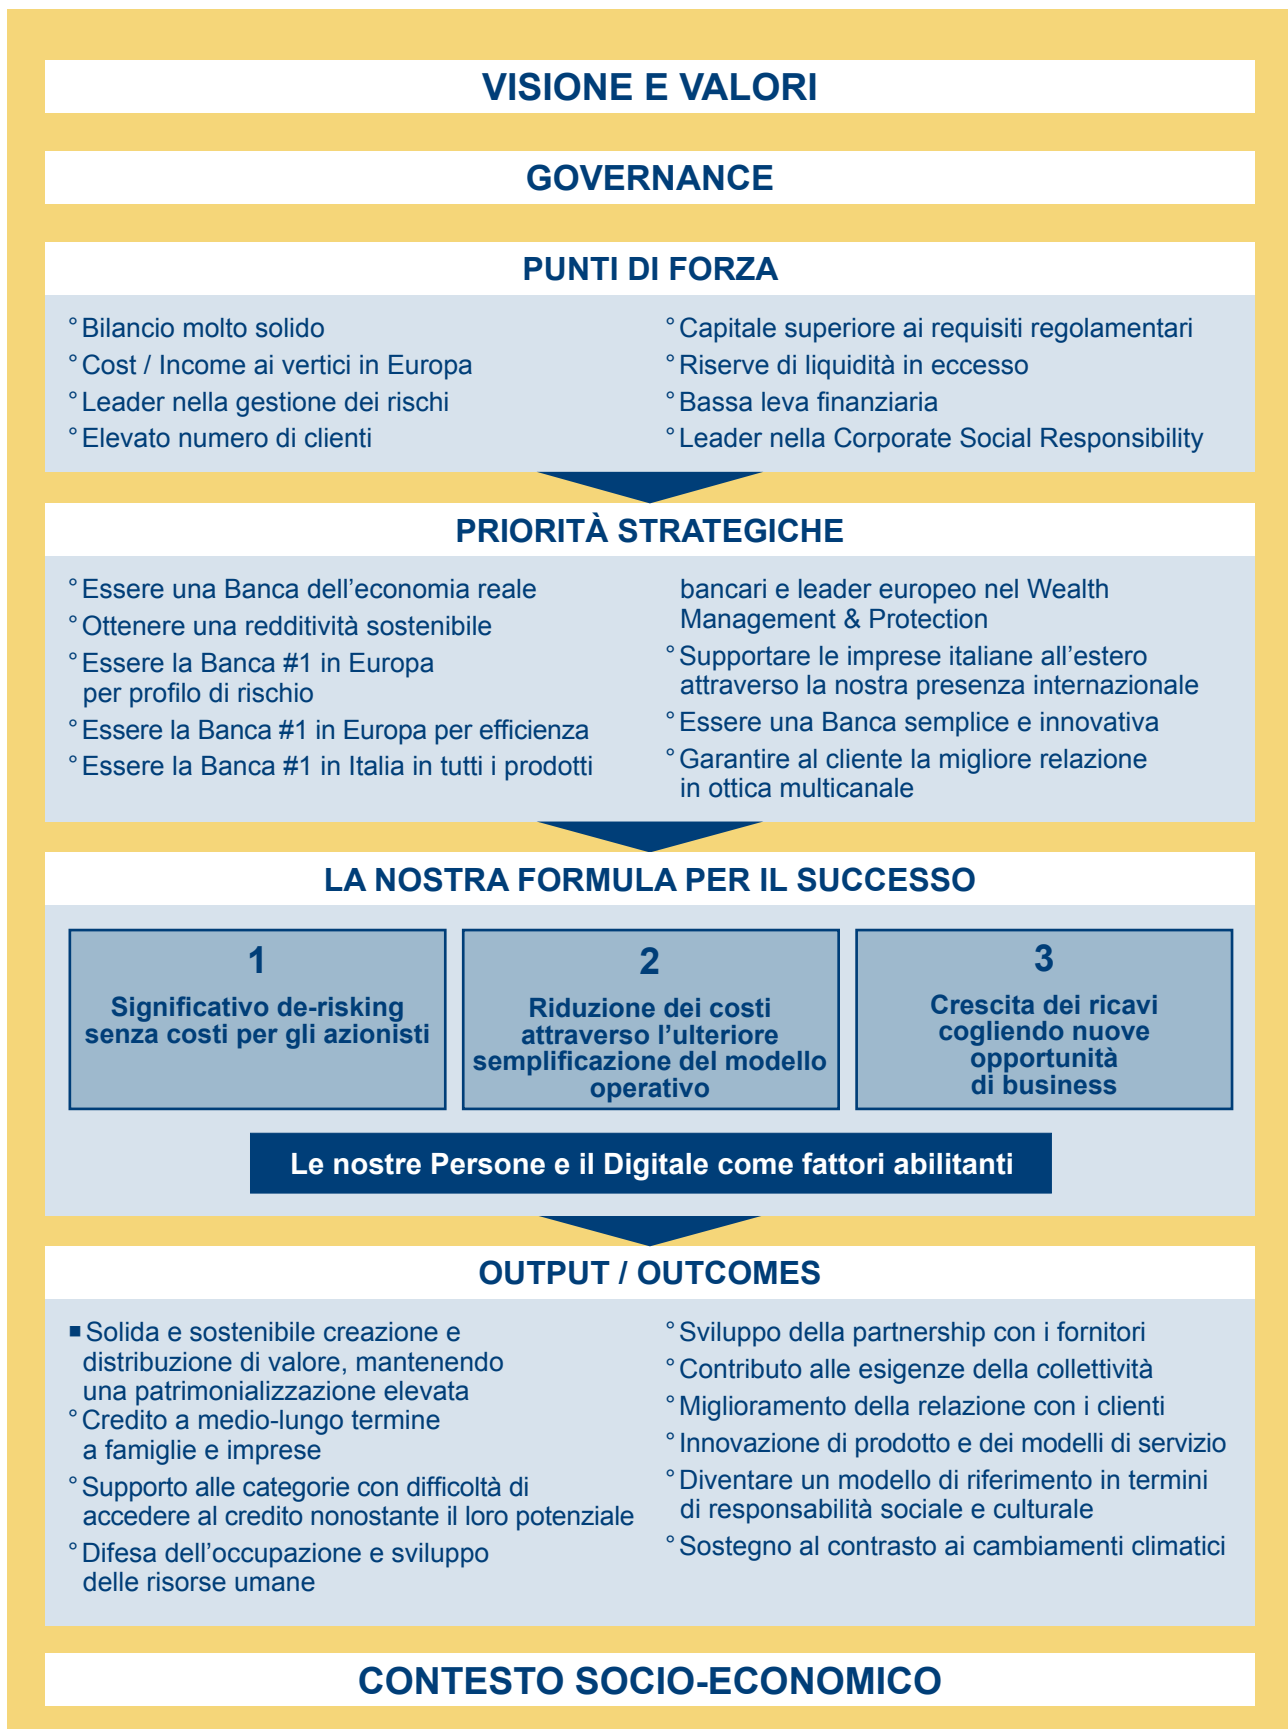 VISIONE E VALORI
GOVERNANCE
PUNTI DI FORZA
° Bilancio molto solido
° Cost / Income ai vertici in Europa
° Leader nella gestione dei rischi
° Elevato numero di clienti
° Capitale superiore ai requisiti regolamentari
° Riserve di liquidità in eccesso
° Bassa leva finanziaria
° Leader nella Corporate Social Responsibility
PRIORITÀ STRATEGICHE
° Essere una Banca dell’economia reale
° Ottenere una redditività sostenibile
° Essere la Banca #1 in Europa
per profilo di rischio
° Essere la Banca #1 in Europa per efficienza
° Essere la Banca #1 in Italia in tutti i prodotti
bancari e leader europeo nel Wealth
Management & Protection
° Supportare le imprese italiane all’estero
attraverso la nostra presenza internazionale
° Essere una Banca semplice e innovativa
° Garantire al cliente la migliore relazione
in ottica multicanale
LA NOSTRA FORMULA PER IL SUCCESSO
1
Significativo de-risking
senza costi per gli azionisti
2
Riduzione dei costi
attraverso l’ulteriore
semplificazione del modello
operativo
3
Crescita dei ricavi
cogliendo nuove
opportunità
di business
Le nostre Persone e il Digitale come fattori abilitanti
OUTPUT / OUTCOMES
▪ Solida e sostenibile creazione e
distribuzione di valore, mantenendo
una patrimonializzazione elevata
° Credito a medio-lungo termine
a famiglie e imprese
° Supporto alle categorie con difficoltà di
accedere al credito nonostante il loro potenziale
° Difesa dell’occupazione e sviluppo
delle risorse umane
° Sviluppo della partnership con i fornitori
° Contributo alle esigenze della collettività
° Miglioramento della relazione con i clienti
° Innovazione di prodotto e dei modelli di servizio
° Diventare un modello di riferimento in termini
di responsabilità sociale e culturale
° Sostegno al contrasto ai cambiamenti climatici
CONTESTO SOCIO-ECONOMICO